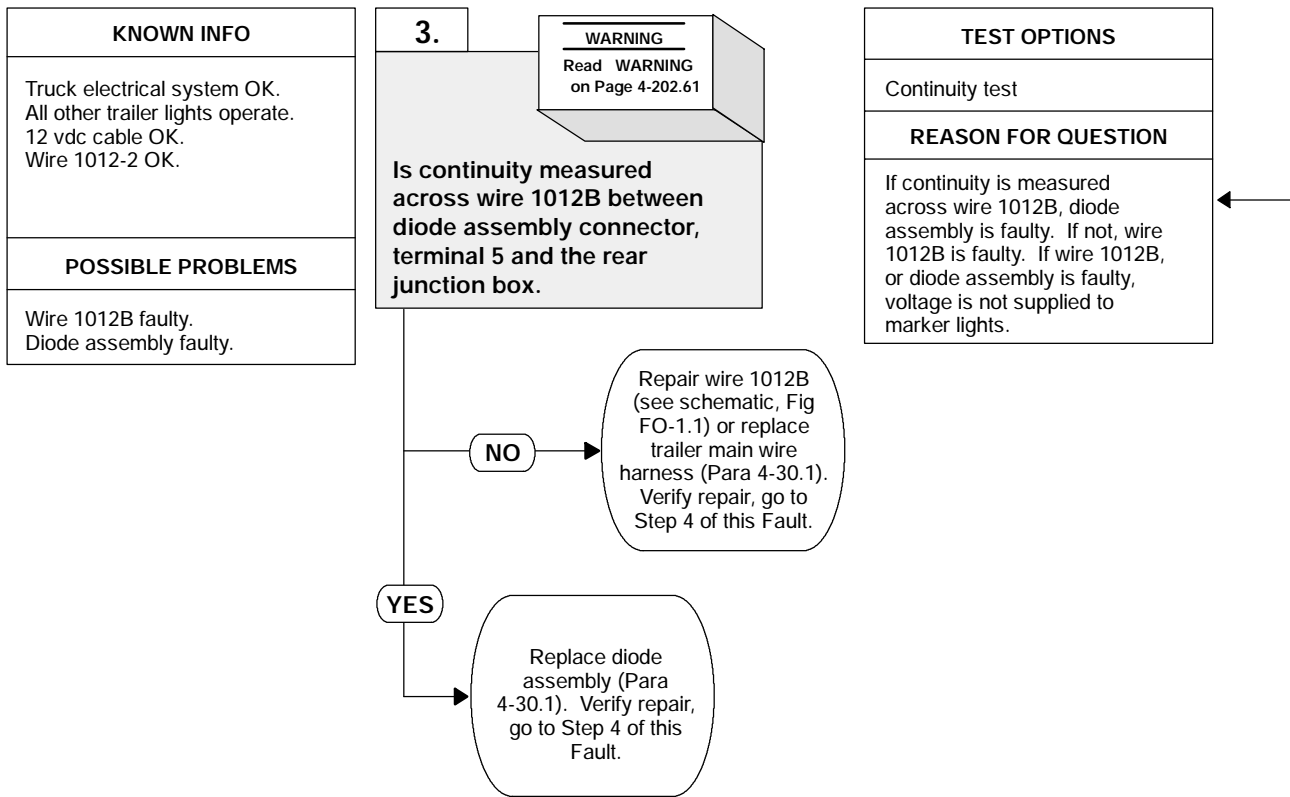 KNOWN INFO
Truck electrical system OK.
All other trailer lights operate.
12 vdc cable OK.
Wire 1012-2 OK.
POSSIBLE PROBLEMS
Wire 1012B faulty.
Diode assembly faulty.
3.
WARNING
Read WARNING
on Page 4-202.61
Is continuity measured
across wire 1012B between
diode assembly connector,
terminal 5 and the rear
junction box.
TEST OPTIONS
Continuity test
REASON FOR QUESTION
If continuity is measured
across wire 1012B, diode
assembly is faulty. If not, wire
1012B is faulty. If wire 1012B,
or diode assembly is faulty,
voltage is not supplied to
marker lights.
NO
Repair wire 1012B
(see schematic, Fig
FO-1.1) or replace
trailer main wire
harness (Para 4-30.1).
Verify repair, go to
Step 4 of this Fault.
YES
Replace diode
assembly (Para
4-30.1). Verify repair,
go to Step 4 of this
Fault.